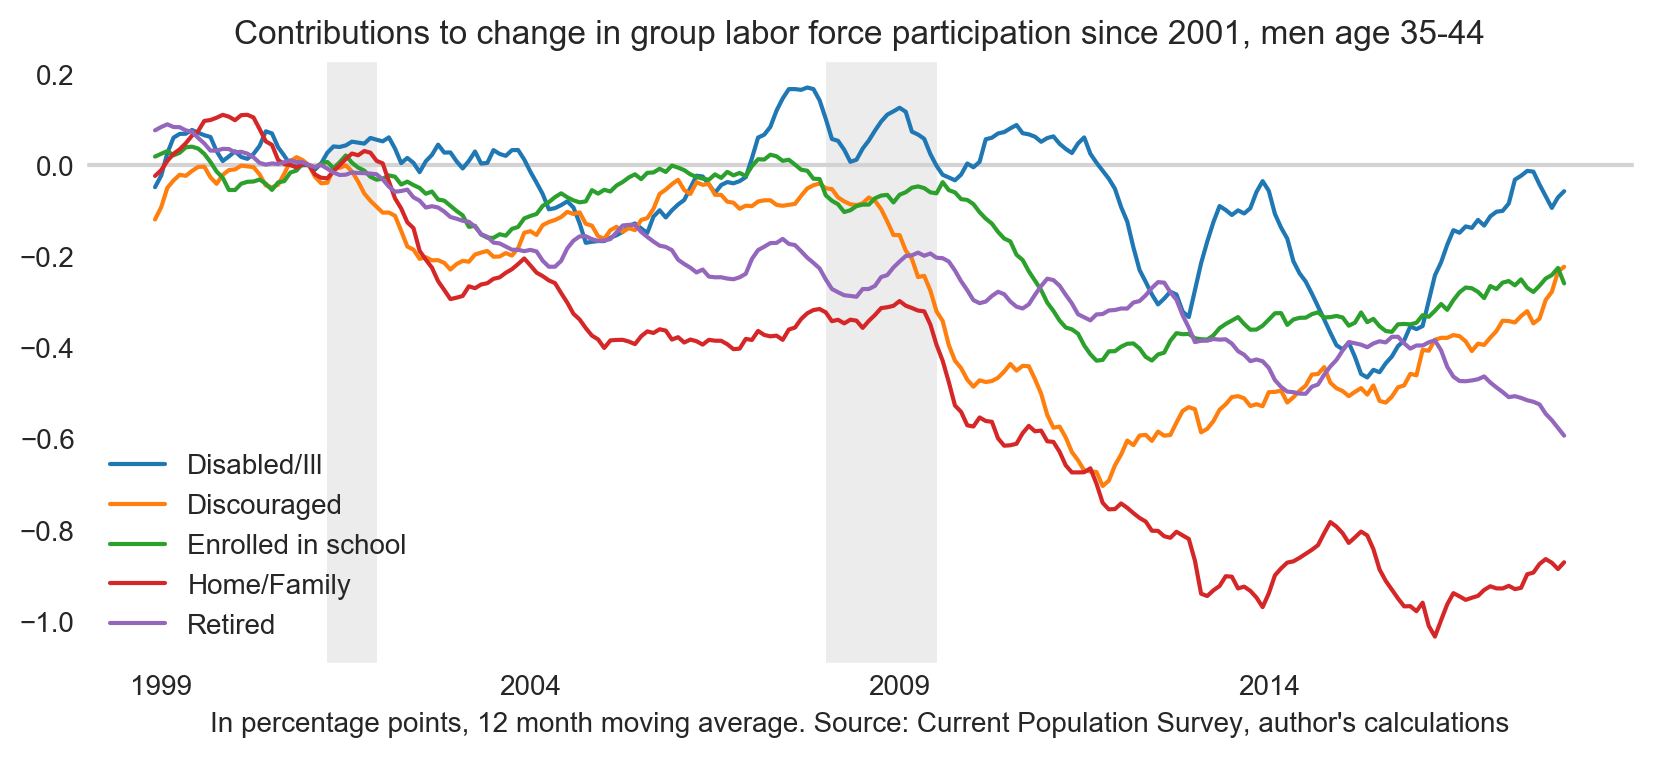 Contributions to change in group labor force participation since 2001, men age 35-44
0.2
0.0
−0.2
−0.4
−0.6
−0.8
−1.0
Disabled/Ill
Discouraged
Enrolled in school
Home/Family
Retired
1999 2004 2009 2014
In percentage points, 12 month moving average. Source: Current Population Survey, author's calculations